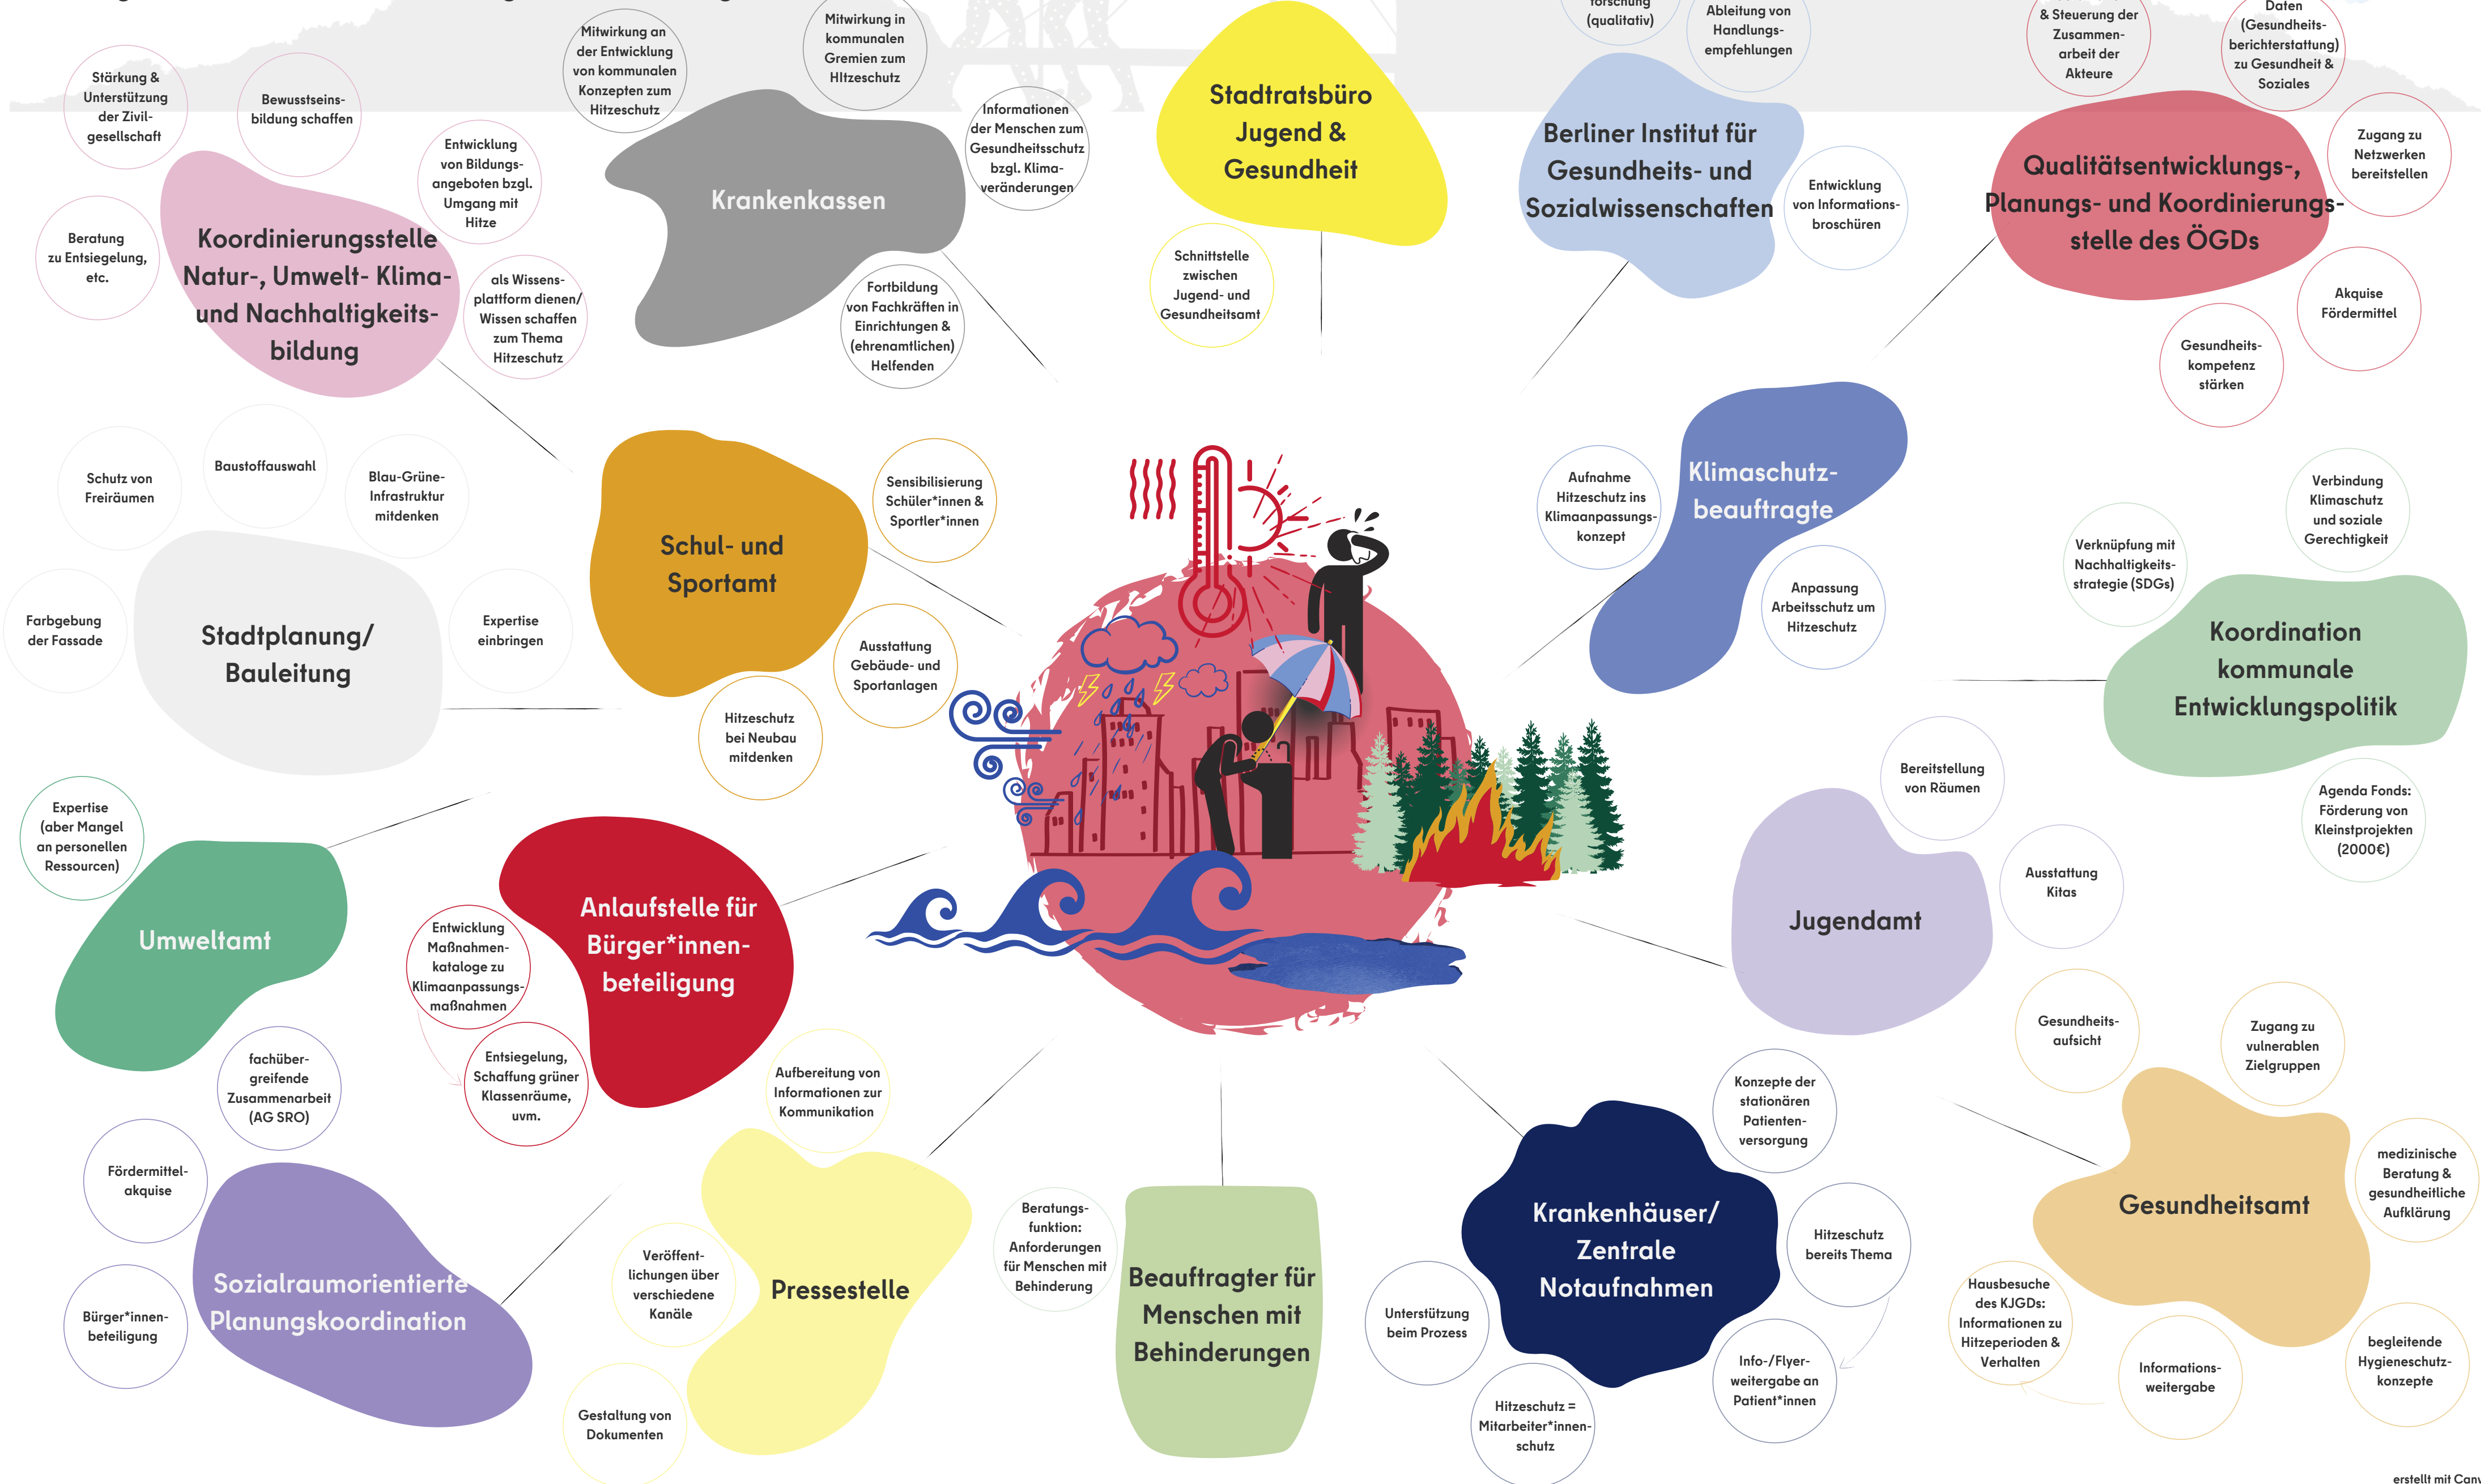 Stärkung &
Unterstützung
der Zivil-
gesellschaft
Bewusstseins-
bildung schaffen
Entwicklung
von Bildungs-
angeboten bzgl.
Umgang mit
Hitze
Beratung
zu Entsiegelung,
etc.
Koordinierungsstelle
Natur-, Umwelt- Klima-
und Nachhaltigkeits-
bildung
als Wissens-
plattform dienen/
Wissen schaffen
zum Thema
Hitzeschutz
Mitwirkung an
der Entwicklung
von kommunalen
Konzepten zum
Hitzeschutz
Mitwirkung in
kommunalen
Gremien zum
HItzeschutz
Informationen
der Menschen zum
Gesundheitsschutz
bzgl. Klima-
veränderungen
Krankenkassen
Fortbildung
von Fachkräften in
Einrichtungen &
(ehrenamtlichen)
Helfenden
Stadtratsbüro
Jugend &
Gesundheit
Schnittstelle
zwischen
Jugend- und
Gesundheitsamt
forschung
(qualitativ)
Ableitung von
Handlungs-
empfehlungen
Berliner Institut für
Gesundheits- und
Sozialwissenschaften
Entwicklung
von Informations-
broschüren
& Steuerung der
Zusammen-
arbeit der
Akteure
Daten
(Gesundheits-
berichterstattung)
zu Gesundheit &
Soziales
Zugang zu
Netzwerken
bereitstellen
Qualitätsentwicklungs-,
Planungs- und Koordinierungs-
stelle des ÖGDs
Akquise
Fördermittel
Gesundheits-
kompetenz
stärken
Schutz von
Freiräumen
Baustoffauswahl
Blau-Grüne-
Infrastruktur
mitdenken
Farbgebung
der Fassade
Stadtplanung/
Bauleitung
Expertise
einbringen
Schul- und
Sportamt
Sensibilisierung
Schüler*innen &
Sportler*innen
Ausstattung
Gebäude- und
Sportanlagen
Hitzeschutz
bei Neubau
mitdenken
Aufnahme
Hitzeschutz ins
Klimaanpassungs-
konzept
Klimaschutz-
beauftragte
Anpassung
Arbeitsschutz um
Hitzeschutz
Verbindung
Klimaschutz
und soziale
Gerechtigkeit
Verknüpfung mit
Nachhaltigkeits-
strategie (SDGs)
Koordination
kommunale
Entwicklungspolitik
Agenda Fonds:
Förderung von
Kleinstprojekten
(2000€)
Expertise
(aber Mangel
an personellen
Ressourcen)
Umweltamt
Anlaufstelle für
Bürger*innen-
beteiligung
Entwicklung
Maßnahmen-
kataloge zu
Klimaanpassungs-
maßnahmen
Entsiegelung,
Schaffung grüner
Klassenräume,
uvm.
Bereitstellung
von Räumen
Ausstattung
Kitas
Jugendamt
fachüber-
greifende
Zusammenarbeit
(AG SRO)
Fördermittel-
akquise
Bürger*innen-
beteiligung
Sozialraumorientierte
Planungskoordination
Aufbereitung von
Informationen zur
Kommunikation
Veröffent-
lichungen über
verschiedene
Kanäle
Pressestelle
Gestaltung von
Dokumenten
Beratungs-
funktion:
Anforderungen
für Menschen mit
Behinderung
Beauftragter für
Menschen mit
Behinderungen
Konzepte der
stationären
Patienten-
versorgung
Krankenhäuser/
Zentrale
Notaufnahmen
Hitzeschutz
bereits Thema
Unterstützung
beim Prozess
Info-/Flyer-
weitergabe an
Patient*innen
Hitzeschutz =
Mitarbeiter*innen-
schutz
Gesundheits-
aufsicht
Zugang zu
vulnerablen
Zielgruppen
Gesundheitsamt
medizinische
Beratung &
gesundheitliche
Aufklärung
Hausbesuche
des KJGDs:
Informationen zu
Hitzeperioden &
Verhalten
Informations-
weitergabe
begleitende
Hygieneschutz-
konzepte
erstellt mit Canv